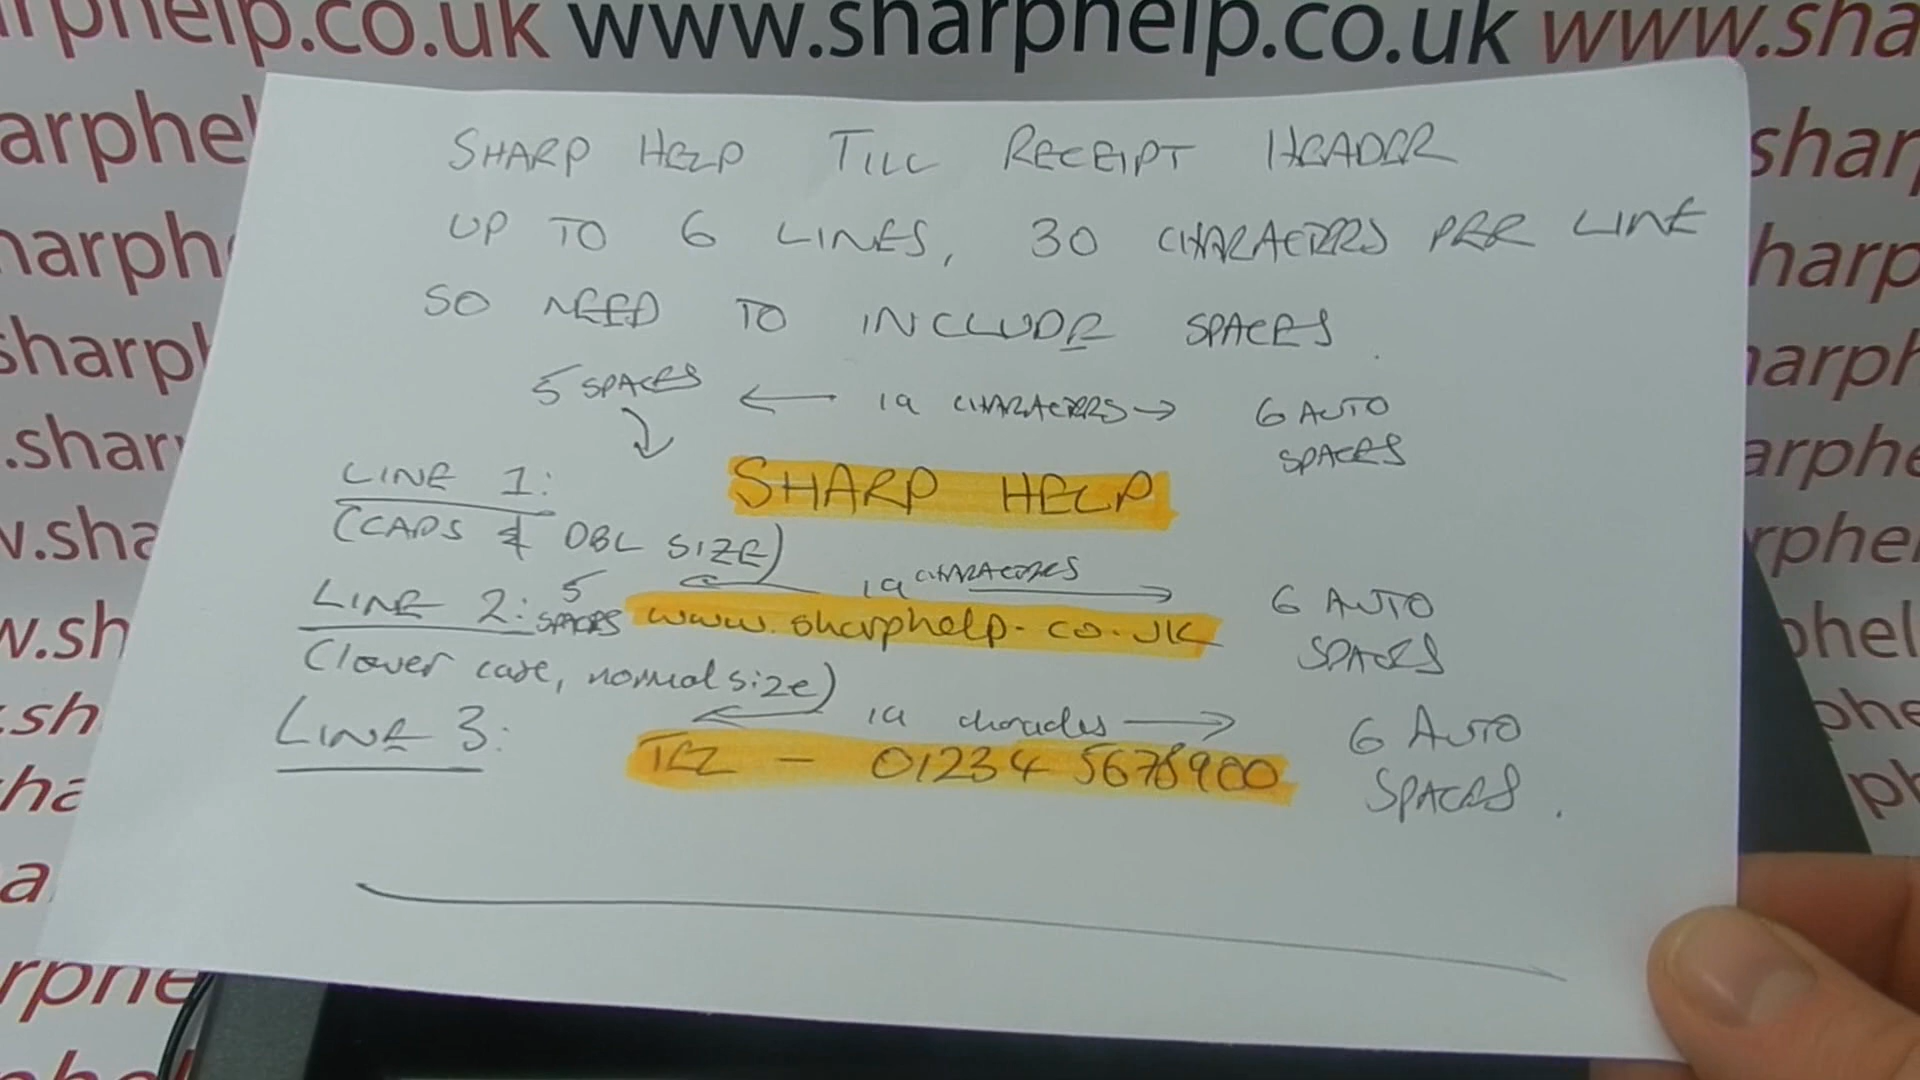 arphelp.co.uk www.sharphelp.co.uk www.sha
SHARP HELP TILL RECEIPT HEADER
UP TO 6 LINES, 30 CHARACTERS PER LINE
SO NEED TO INCLUDE SPACES.
5 SPACES ← 19 CHARACTERS → 6 AUTO SPACES
LINE 1: SHARP HELP
(CAPS & DBL SIZE)
← 19 CHARACTERS →
LINE 2: 5 SPACES www.sharphelp.co.uk 6 AUTO SPACES
(lower case, normal size)
← 19 characters →
LINE 3: TEL - 01234 5678900 6 AUTO SPACES.